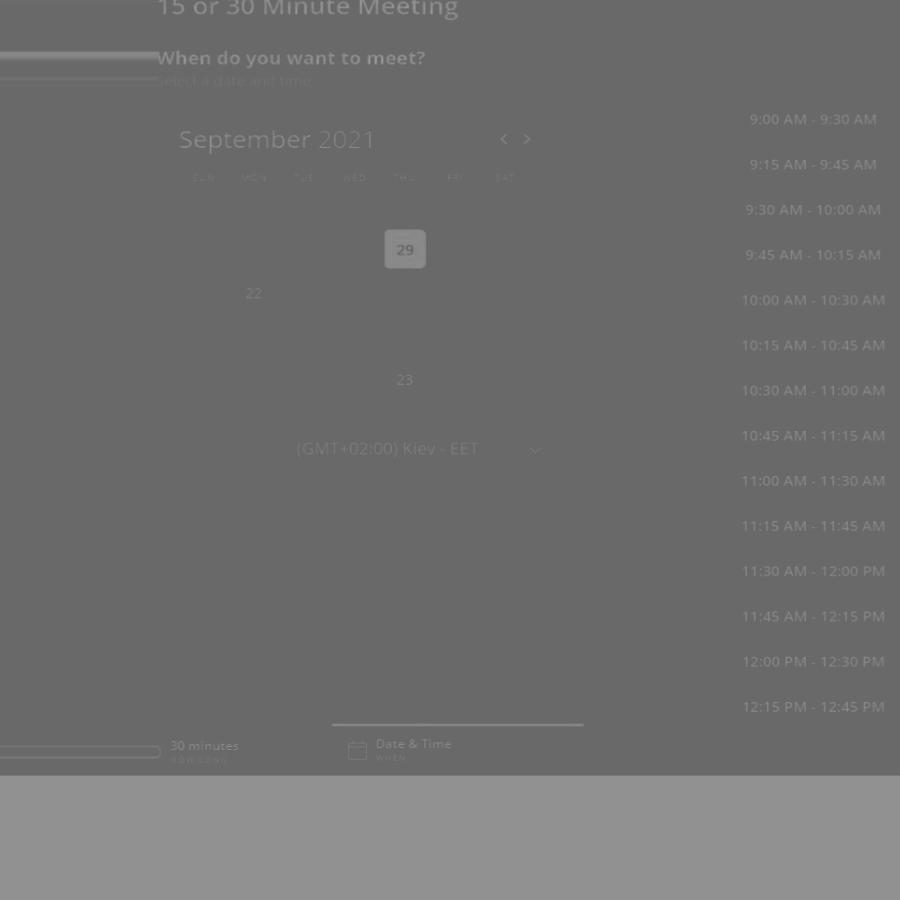 15 or 30 Minute Meeting
When do you want to meet?
Select a date and time
September 2021
SUN MON TUE WED THU FRI SAT
29
22
23
(GMT+02:00) Kiev - EET
9:00 AM - 9:30 AM
9:15 AM - 9:45 AM
9:30 AM - 10:00 AM
9:45 AM - 10:15 AM
10:00 AM - 10:30 AM
10:15 AM - 10:45 AM
10:30 AM - 11:00 AM
10:45 AM - 11:15 AM
11:00 AM - 11:30 AM
11:15 AM - 11:45 AM
11:30 AM - 12:00 PM
11:45 AM - 12:15 PM
12:00 PM - 12:30 PM
12:15 PM - 12:45 PM
30 minutes
HOW LONG
Date & Time
WHEN